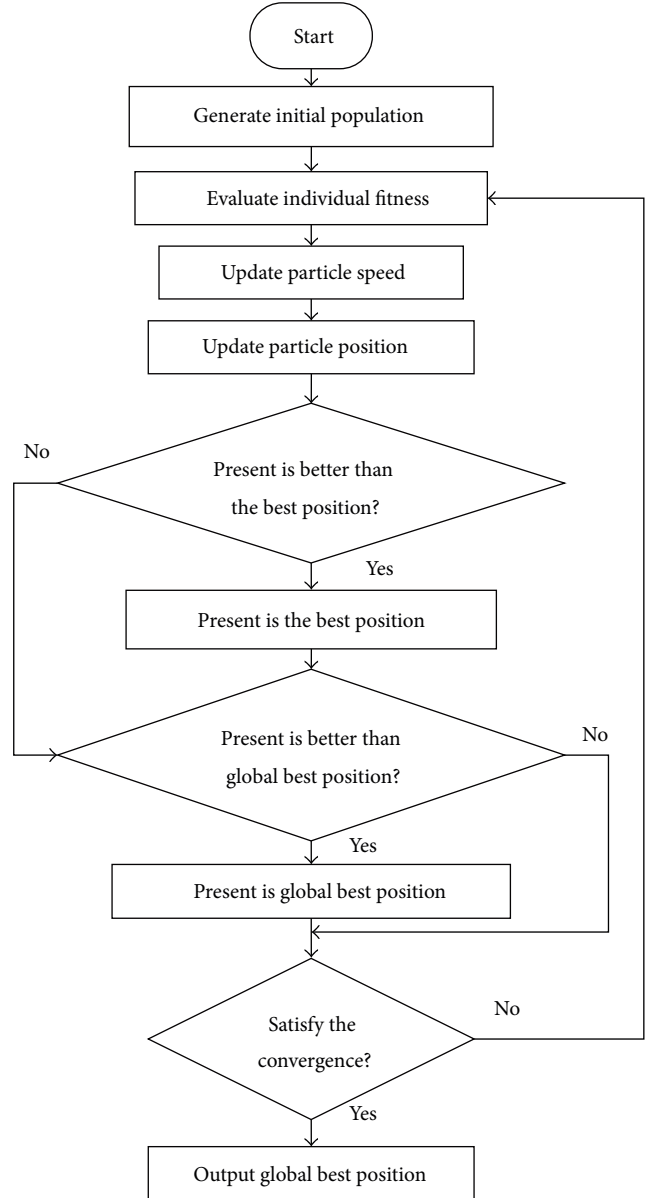 Start
Generate initial population
Evaluate individual fitness
Update particle speed
Update particle position
No
Present is better than
the best position?
Yes
Present is the best position
Present is better than
global best position?
No
Yes
Present is global best position
Satisfy the
convergence?
No
Yes
Output global best position